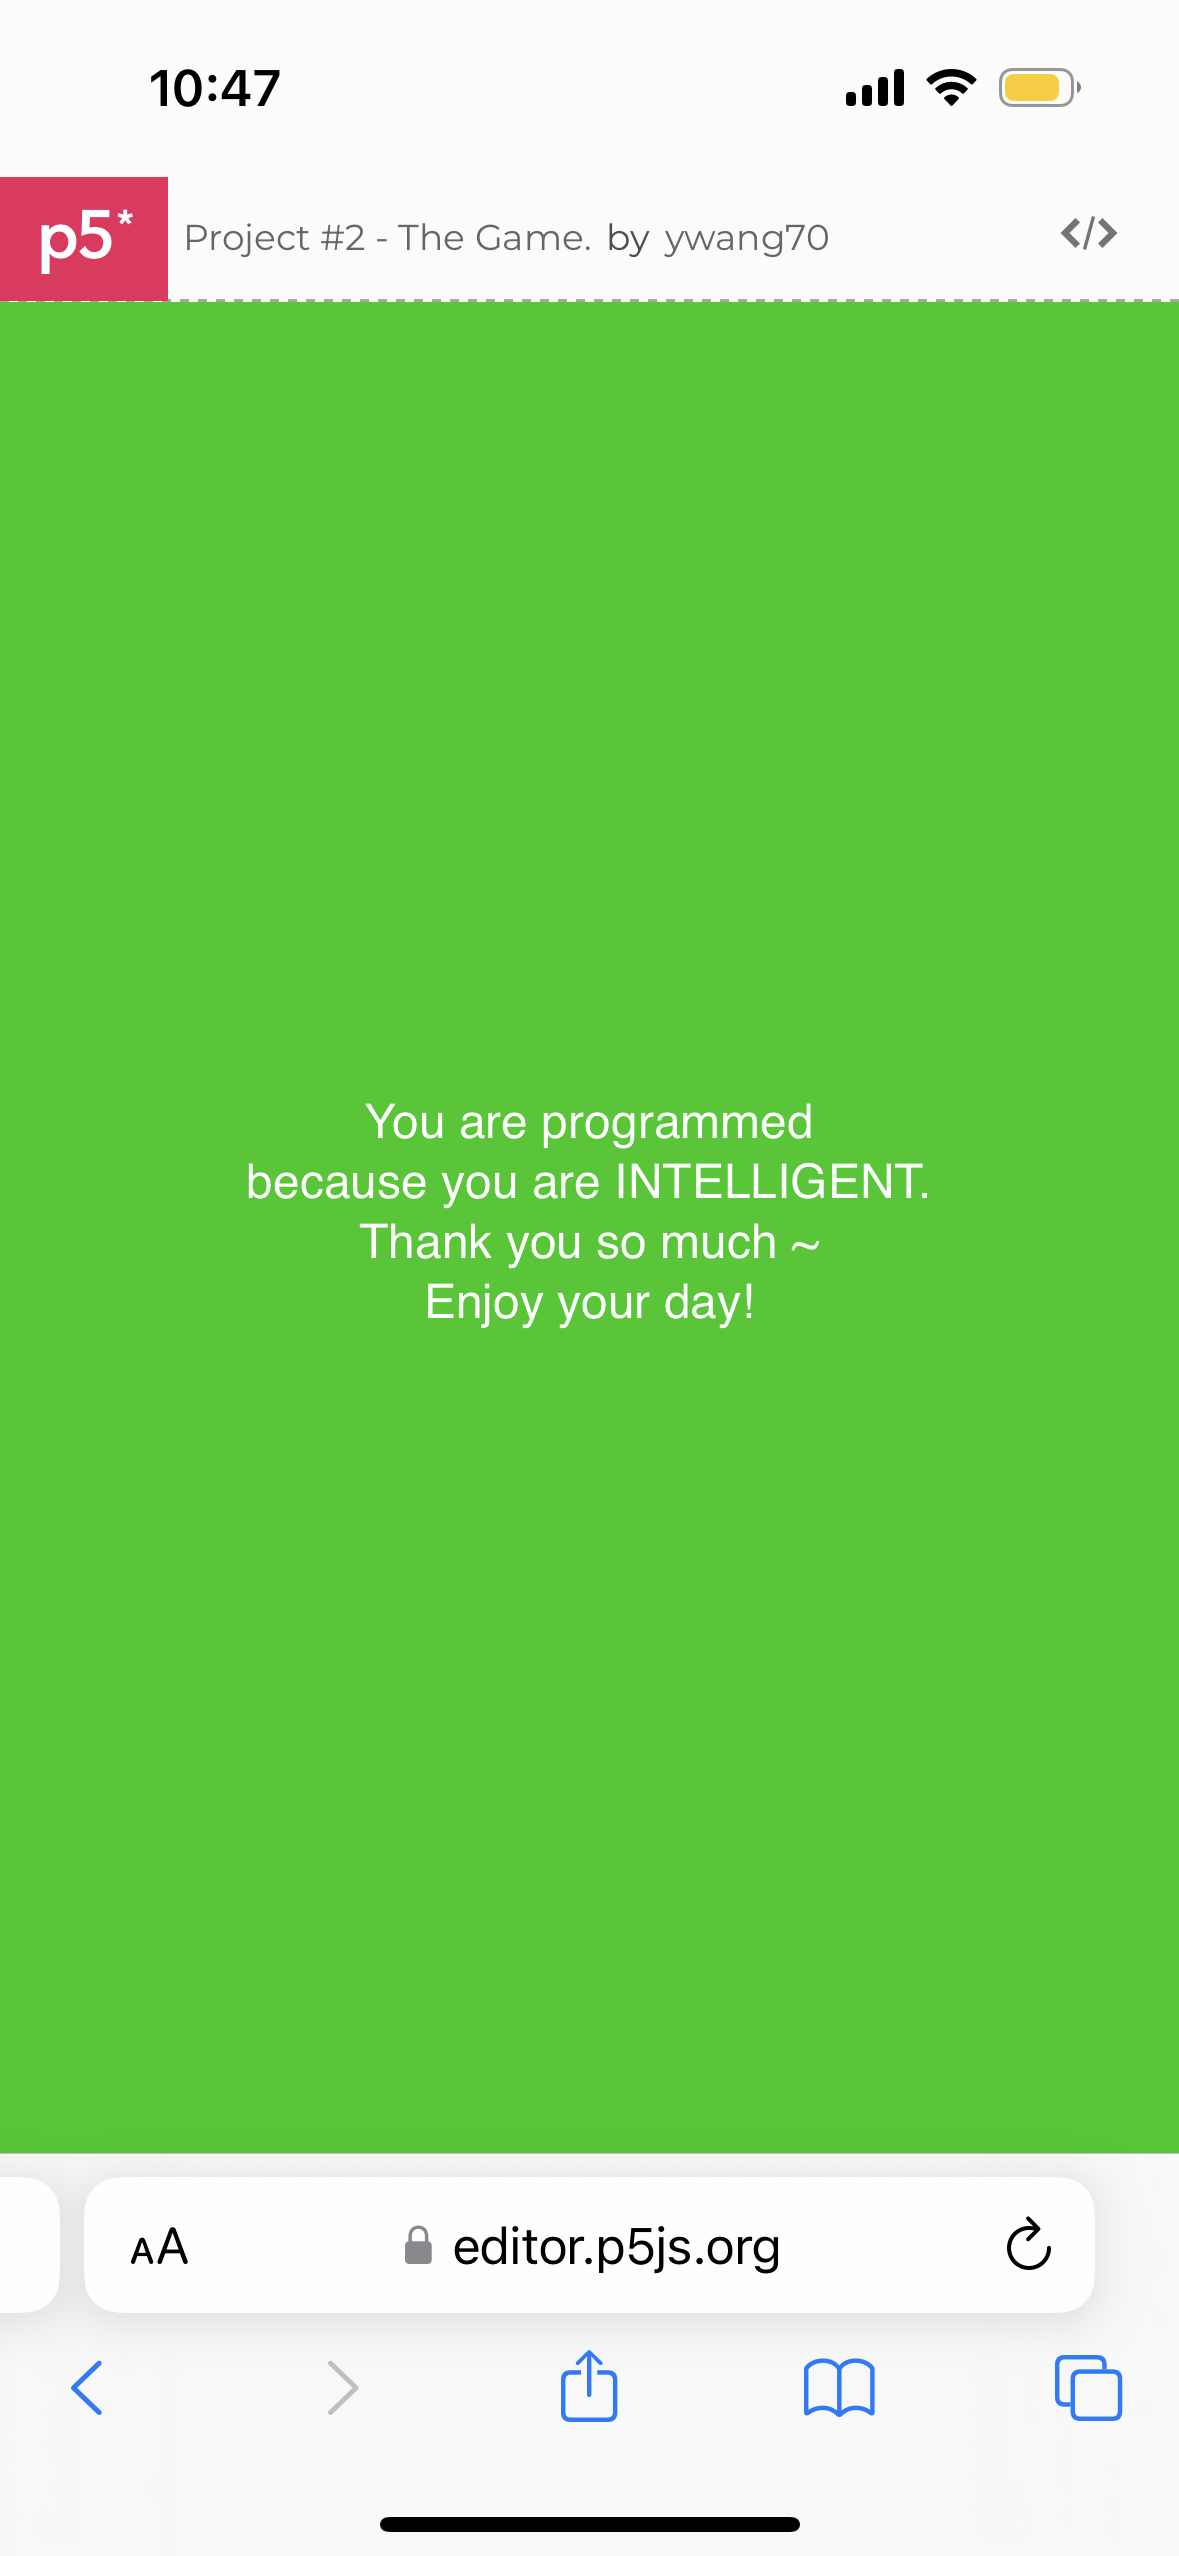 10:47
p5* Project #2 - The Game. by ywang70 </>
You are programmed
because you are INTELLIGENT.
Thank you so much ~
Enjoy your day!
AA editor.p5js.org